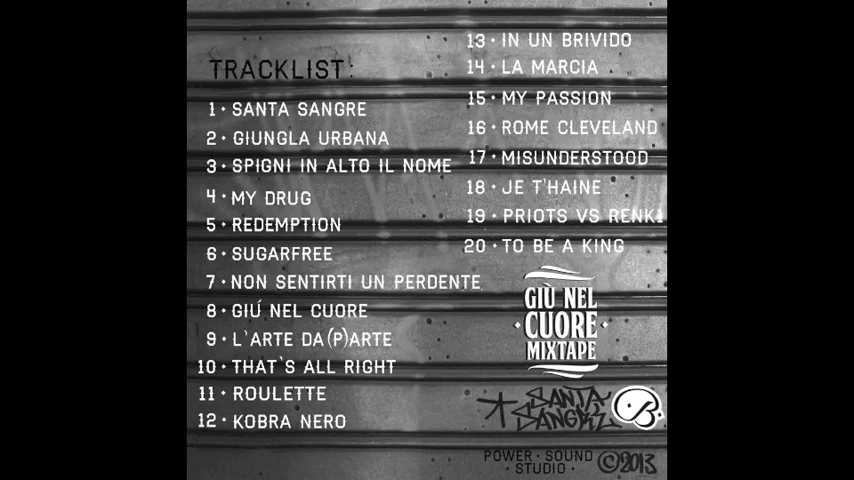 TRACKLIST:
1 • SANTA SANGRE
2 • GIUNGLA URBANA
3 • SPIGNI IN ALTO IL NOME
4 • MY DRUG
5 • REDEMPTION
6 • SUGARFREE
7 • NON SENTIRTI UN PERDENTE
8 • GIÚ NEL CUORE
9 • L'ARTE DA(P)ARTE
10 • THAT'S ALL RIGHT
11 • ROULETTE
12 • KOBRA NERO
13 • IN UN BRIVIDO
14 • LA MARCIA
15 • MY PASSION
16 • ROME CLEVELAND
17 • MISUNDERSTOOD
18 • JE T'HAINE
19 • PRIOTS VS RENKA
20 • TO BE A KING
GIÙ NEL
• CUORE •
MIXTAPE
SANTA
SANGRE
POWER • SOUND
• STUDIO •
©2013